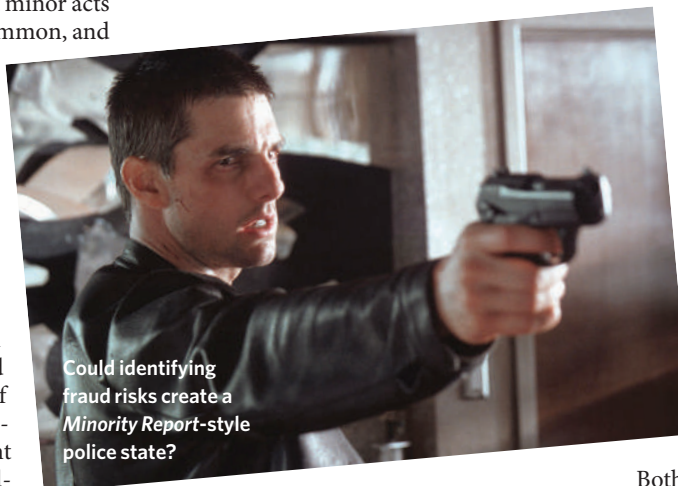 minor acts
mmon, and
Could identifying
fraud risks create a
Minority Report-style
police state?
Both